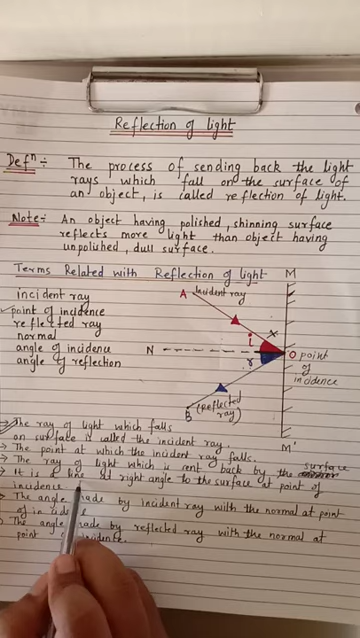 Reflection of light
Defⁿ:- The process of sending back the light
rays which fall on the surface of
an object, is called reflection of light.
Note:- An object having polished, shinning surface
reflects more light than object having
unpolished, dull surface.
Terms Related with Reflection of light
M
incident ray
point of incidence
reflected ray
normal
angle of incidence
angle of reflection
A
Incident ray
i
x
N
O point
of
incidence
r
B
(reflected
ray)
M'
→ The ray of light which falls
on surface is called the incident ray.
→ The point at which the incident ray falls.
→ The ray of light which is sent back by the surface
→ It is a line at right angle to the surface at point of
incidence
→ The angle made by incident ray with the normal at point
of
The angle made by reflected ray with the normal at
point incidence.